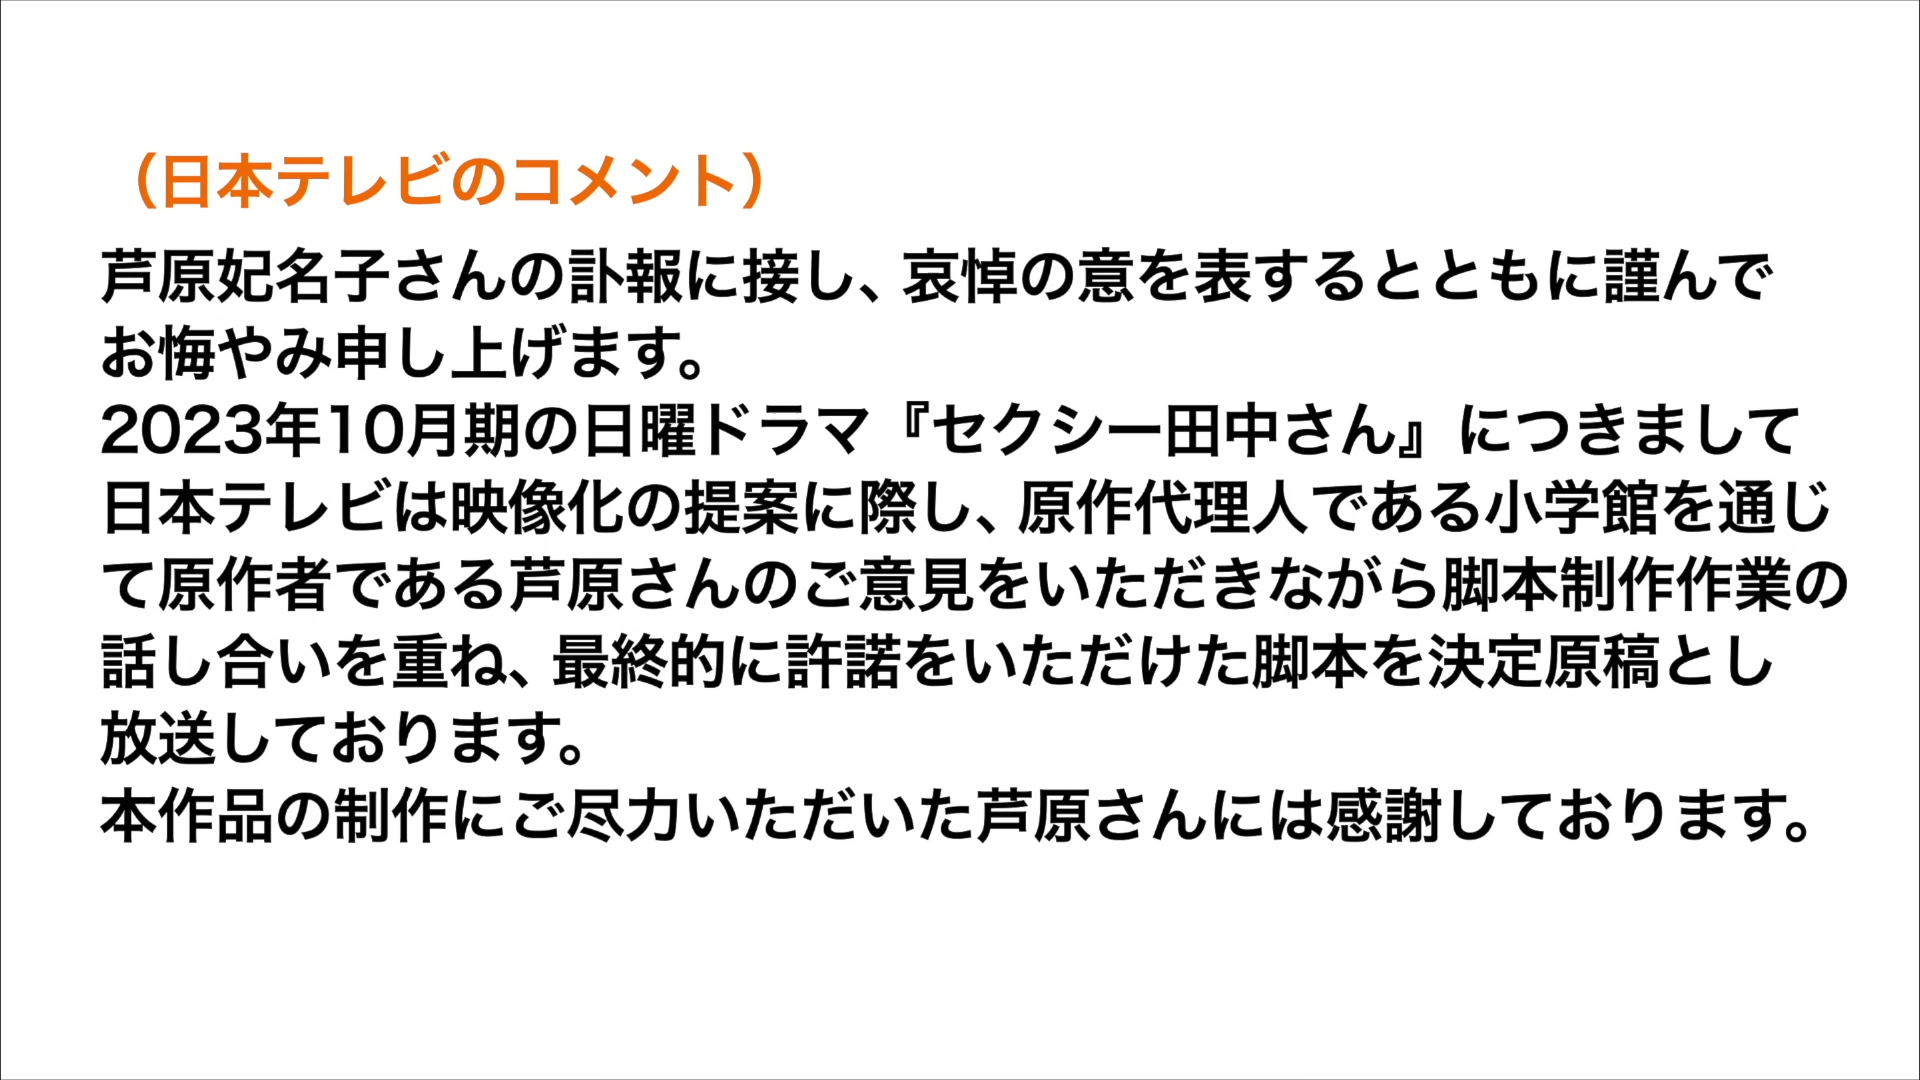 （日本テレビのコメント）
芦原妃名子さんの訃報に接し、哀悼の意を表するとともに謹んで
お悔やみ申し上げます。
2023年10月期の日曜ドラマ『セクシー田中さん』につきまして
日本テレビは映像化の提案に際し、原作代理人である小学館を通じ
て原作者である芦原さんのご意見をいただきながら脚本制作作業の
話し合いを重ね、最終的に許諾をいただけた脚本を決定原稿とし
放送しております。
本作品の制作にご尽力いただいた芦原さんには感謝しております。